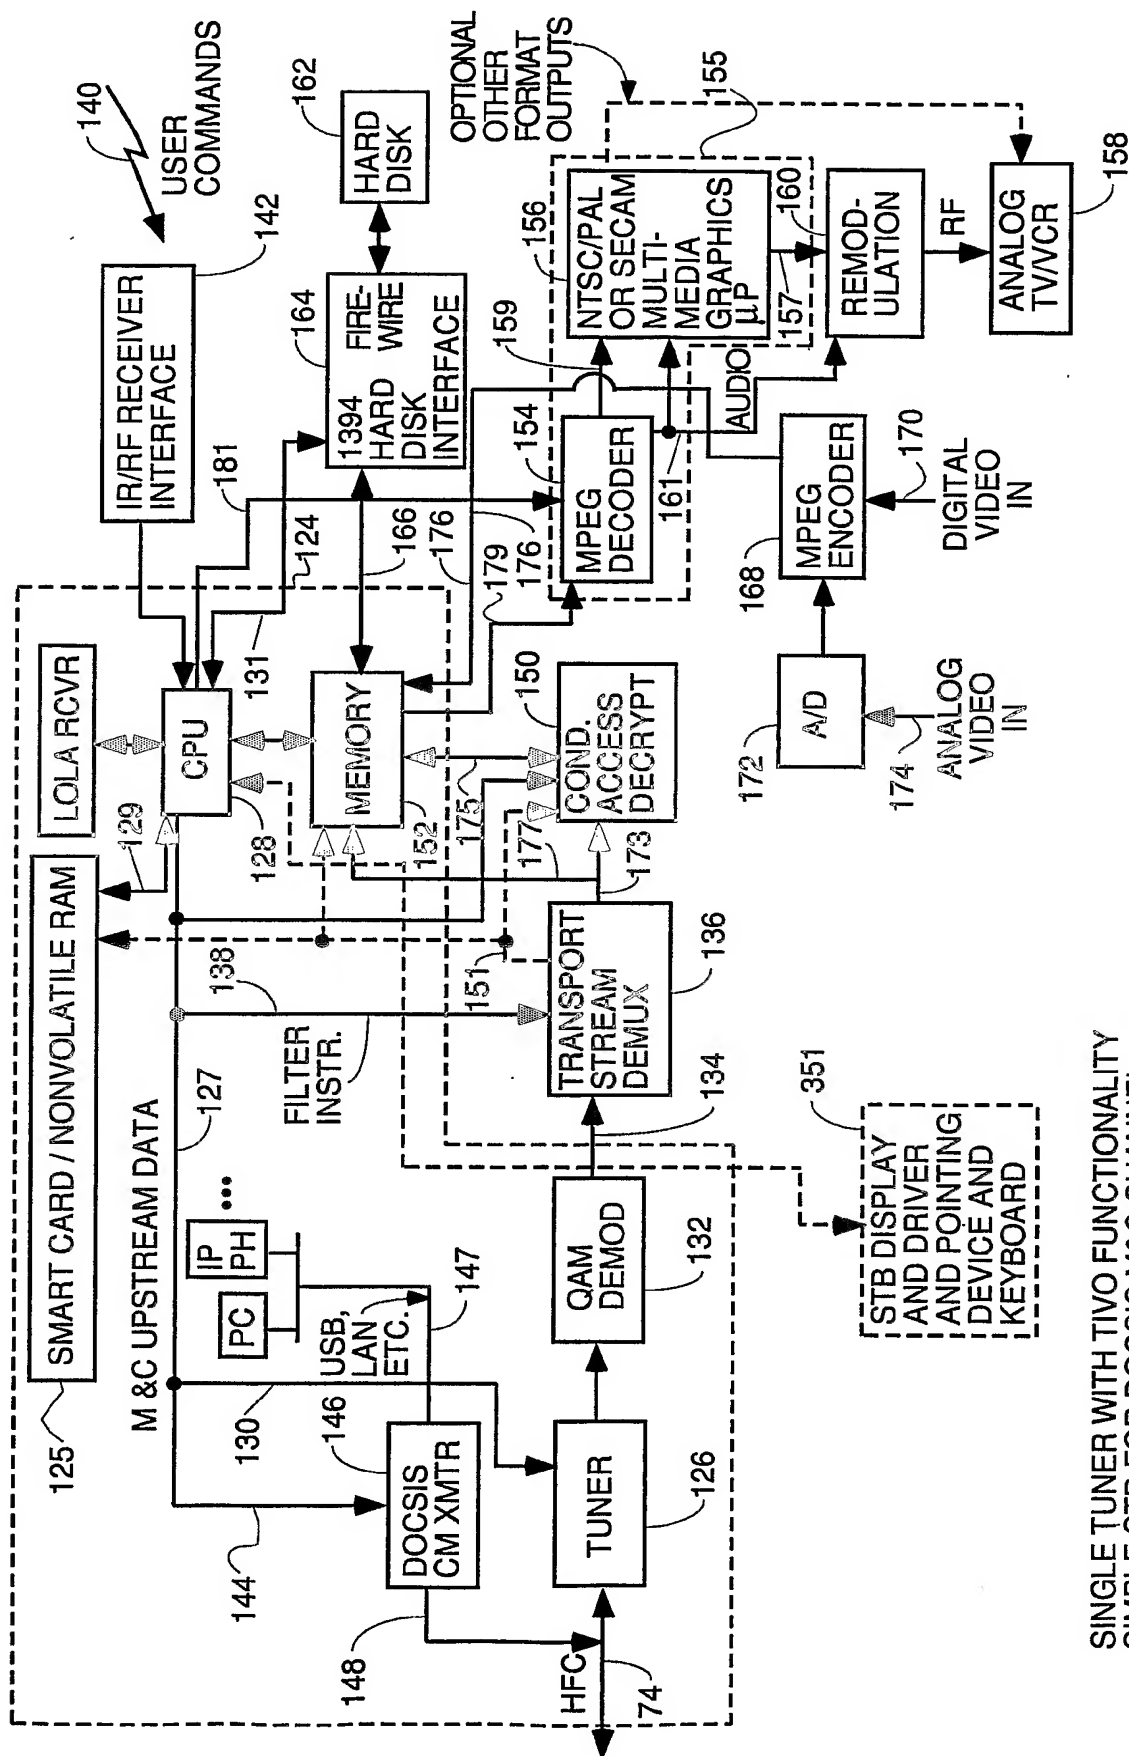 140
USER
COMMANDS
142
IR/RF RECEIVER
INTERFACE
162
HARD
DISK
164
1394 FIRE-
HARD WIRE
DISK
INTERFACE
OPTIONAL
OTHER
FORMAT
OUTPUTS
155
156
NTSC/PAL
OR SECAM
MULTI-
MEDIA
GRAPHICS
µP
157
160
REMOD-
ULATION
RF
ANALOG
TV/VCR
158
159
154
MPEG
DECODER
161
AUDIO
181
124
131
166
176
176
179
LOLA RCVR
CPU
128
129
MEMORY
152
175
177
173
150
COND.
ACCESS
DECRYPT
168
MPEG
ENCODER
170
DIGITAL
VIDEO
IN
172
A/D
174
ANALOG
VIDEO
IN
SMART CARD / NONVOLATILE RAM
125
M &C UPSTREAM DATA
127
138
FILTER
INSTR.
151
TRANSPORT
STREAM
DEMUX
136
134
PC
IP
PH
•••
147
USB,
LAN
ETC.
130
146
DOCSIS
CM XMTR
144
148
HFC
74
TUNER
126
QAM
DEMOD
132
351
STB DISPLAY
AND DRIVER
AND POINTING
DEVICE AND
KEYBOARD
SINGLE TUNER WITH TIVO FUNCTIONALITY